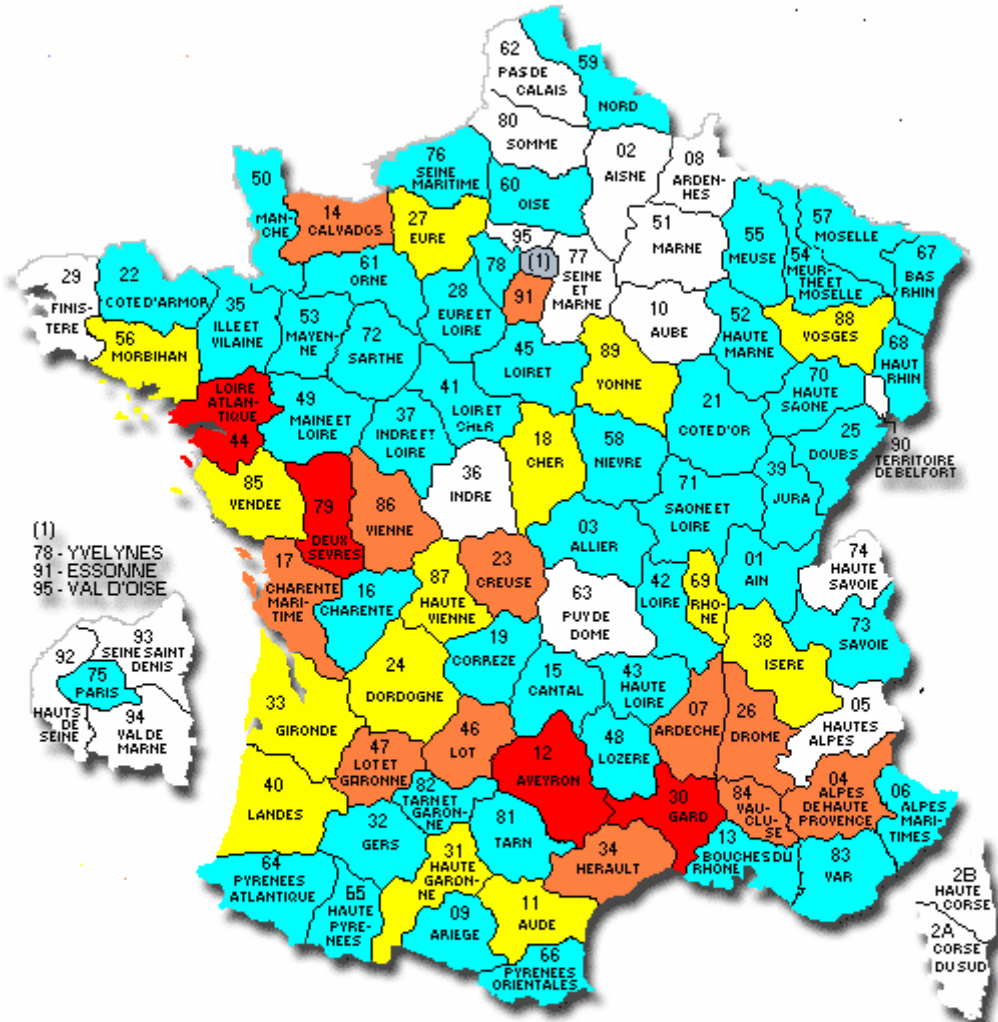 62
PAS DE
CALAIS
59
NORD
80
SOMME
02
AISNE
08
ARDEN-
HES
76
SEINE
MARITIME
60
OISE
50
MAN-
CHE
14
CALVADOS
27
EURE
95
(1)
78
91
77
SEINE
ET
MARNE
51
MARNE
55
MEUSE
57
MOSELLE
54
MEUR-
THE ET
MOSELLE
67
BAS
RHIN
61
ORNE
28
EURE ET
LOIRE
10
AUBE
52
HAUTE
MARNE
88
VOSGES
68
HAUT
RHIN
29
FINIS-
TERE
22
COTE D'ARMOR
35
ILLE ET
VILAINE
56
MORBIHAN
53
MAYEN-
NE
72
SARTHE
45
LOIRET
89
YONNE
70
HAUTE
SAONE
LOIRE
ATLAN-
TIQUE
44
49
MAINE ET
LOIRE
37
INDRE ET
LOIRE
41
LOIR ET
CHER
18
CHER
58
NIEVRE
21
COTE D'OR
25
DOUBS
90
TERRITOIRE
DE BELFORT
85
VENDEE
79
DEUX
SEVRES
86
VIENNE
36
INDRE
71
SAONE ET
LOIRE
39
JURA
(1)
78 - YVELYNES
91 - ESSONNE
95 - VAL D'OISE
17
CHARENTE
MARI-
TIME
16
CHARENTE
87
HAUTE
VIENNE
23
CREUSE
03
ALLIER
63
PUY DE
DOME
42
LOIRE
69
RHO-
NE
01
AIN
74
HAUTE
SAVOIE
73
SAVOIE
93
SEINE SAINT
DENIS
92
HAUTS
DE
SEINE
75
PARIS
94
VAL DE
MARNE
33
GIRONDE
24
DORDOGNE
19
CORREZE
15
CANTAL
43
HAUTE
LOIRE
38
ISERE
07
ARDECHE
26
DROME
05
HAUTES
ALPES
40
LANDES
47
LOT ET
GARONNE
46
LOT
12
AVEYRON
48
LOZERE
30
GARD
84
VAU-
CLUSE
04
ALPES
DE HAUTE
PROVENCE
06
ALPES
MARI-
TIMES
82
TARN ET
GARON-
NE
32
GERS
81
TARN
31
HAUTE
GARON-
NE
34
HERAULT
13
BOUCHES DU
RHONE
83
VAR
64
PYRENEES
ATLANTIQUE
65
HAUTE
PYRE-
NEES
09
ARIEGE
11
AUDE
66
PYRENEES
ORIENTALES
2B
HAUTE
CORSE
2A
CORSE
DU SUD